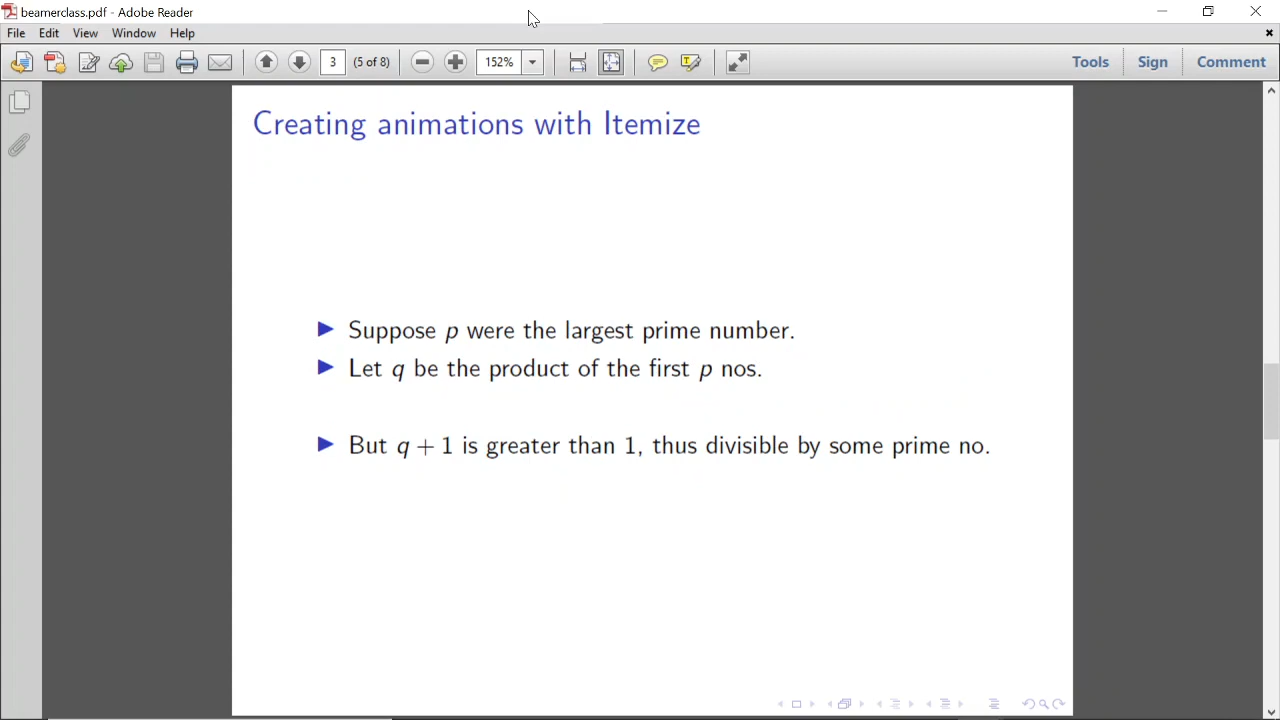 beamerclass.pdf - Adobe Reader
File Edit View Window Help
3 (5 of 8) 152% Tools Sign Comment
Creating animations with Itemize
Suppose p were the largest prime number.
Let q be the product of the first p nos.
But q + 1 is greater than 1, thus divisible by some prime no.